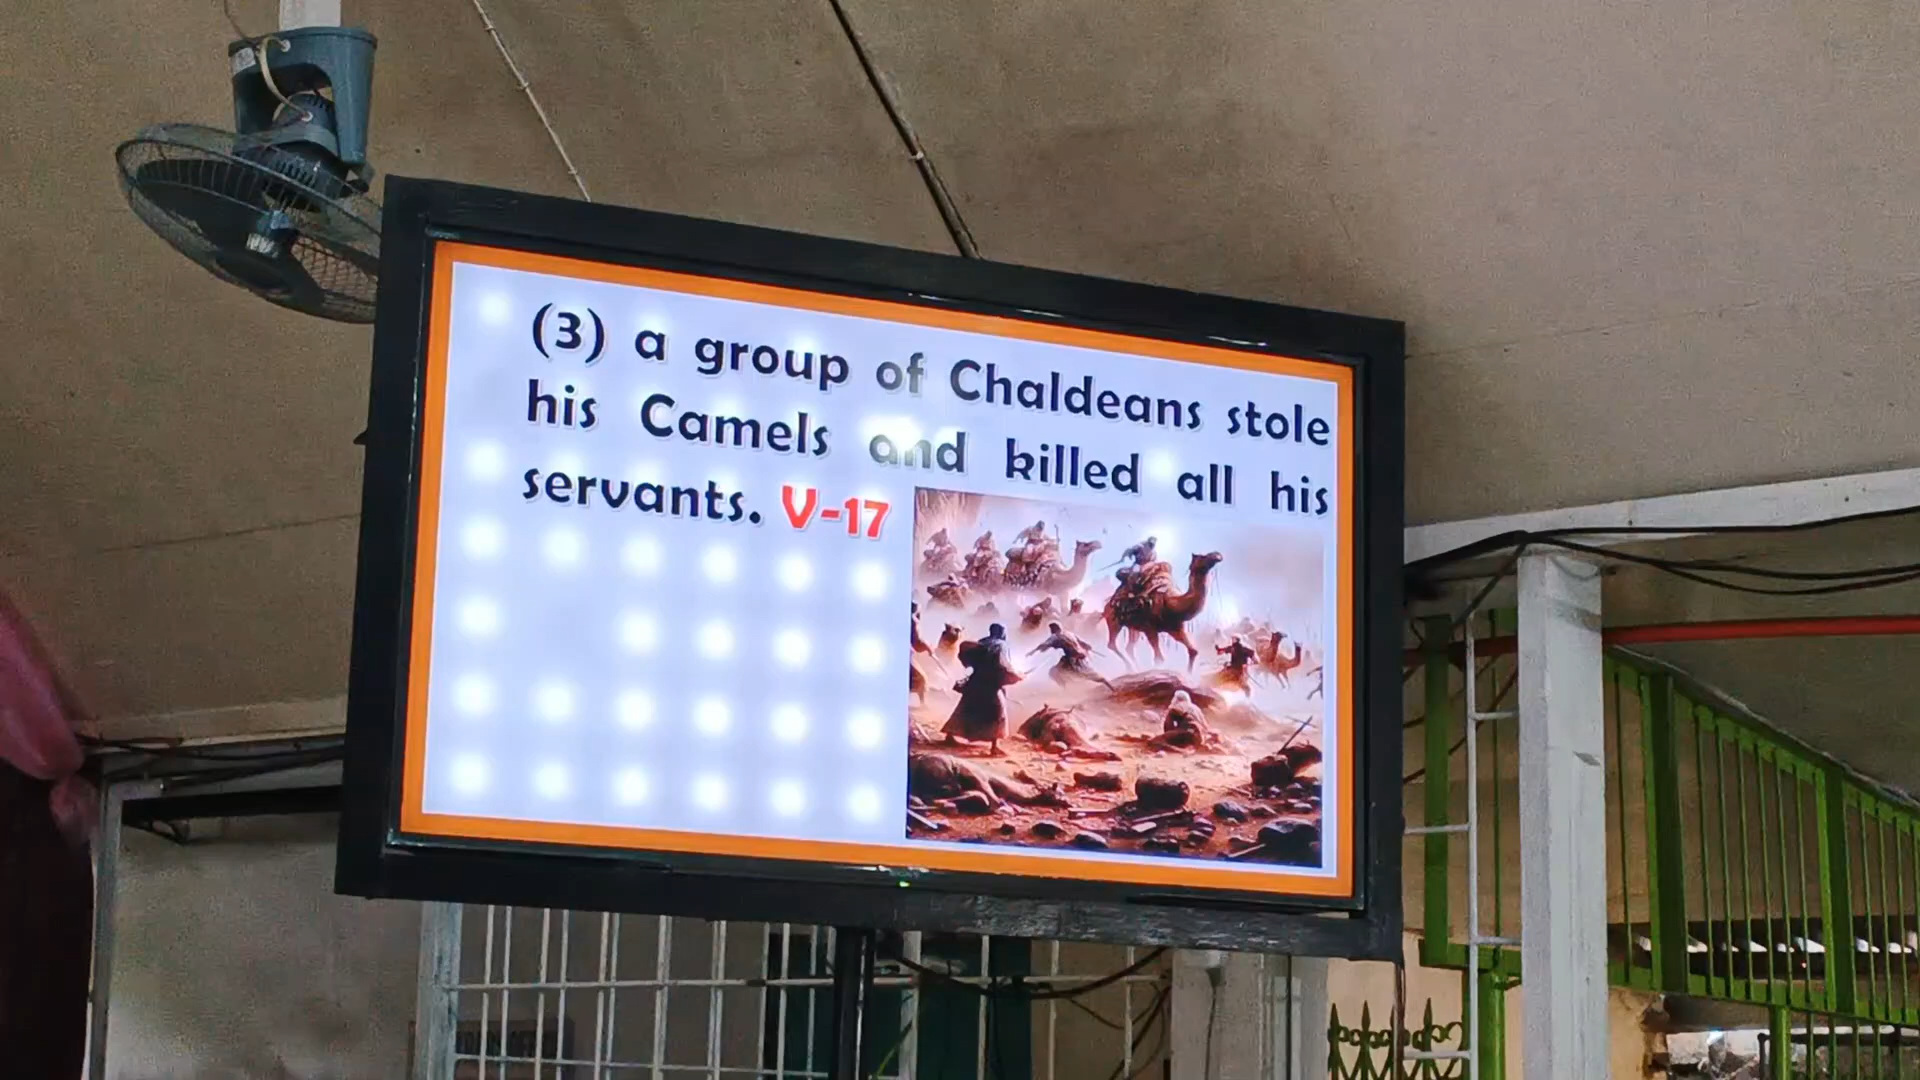 (3) a group of Chaldeans stole
his Camels and killed all his
servants. V-17